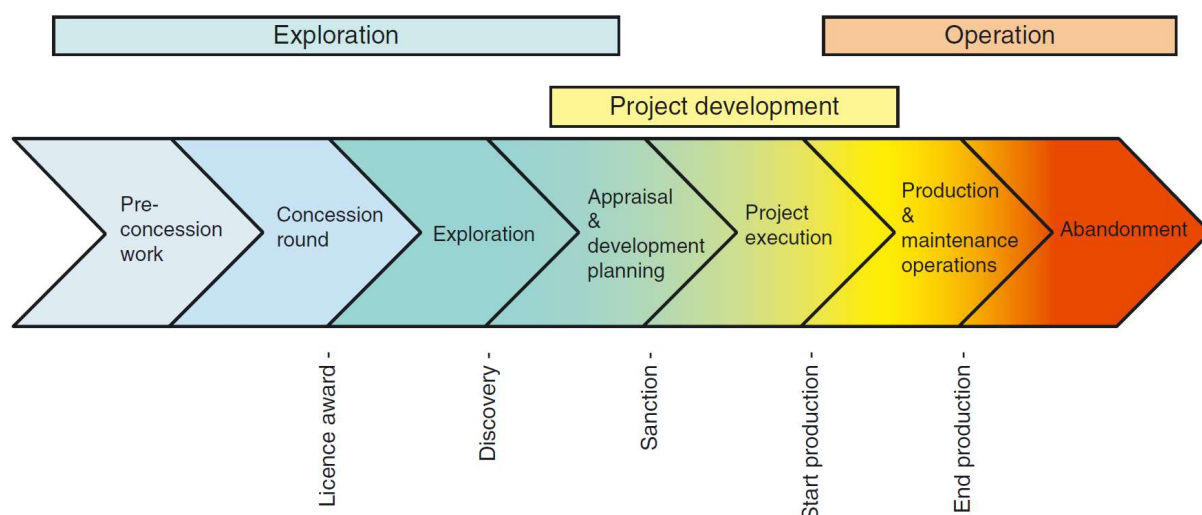 Exploration
Operation
Project development
Pre-
concession
work
Concession
round
Exploration
Appraisal
&
development
planning
Project
execution
Production
&
maintenance
operations
Abandonment
Licence award -
Discovery -
Sanction -
Start production -
End production -